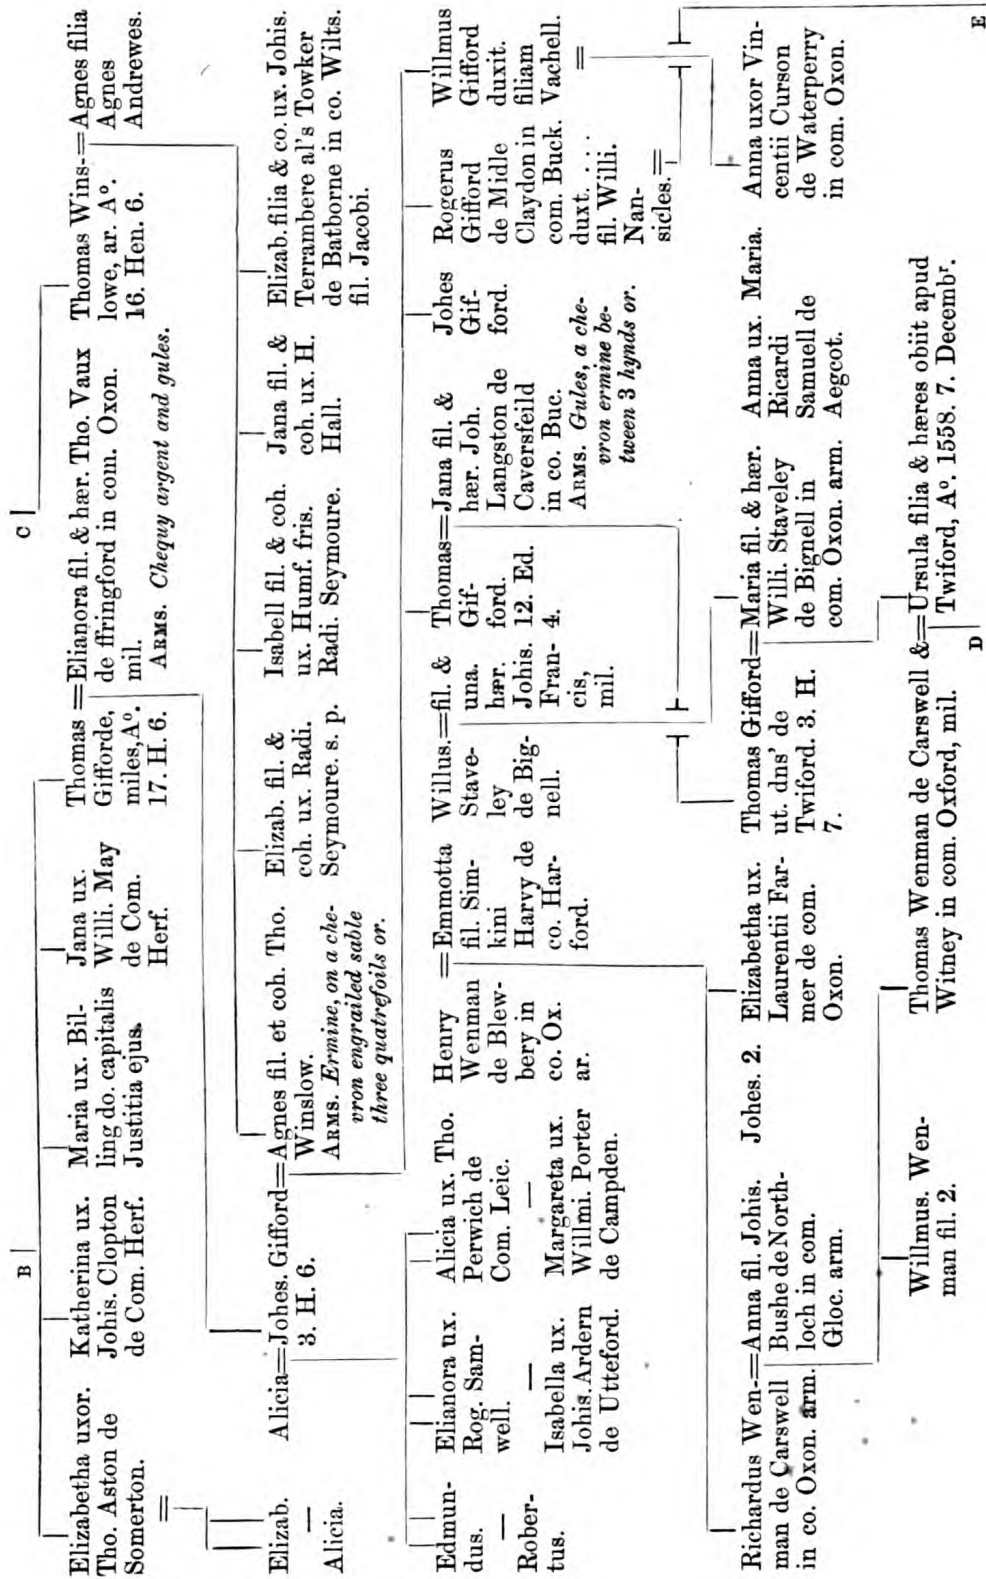 B
C
Elizabetha uxor.
Tho. Aston de
Somerton.
=
Katherina ux.
Johis. Clopton
de Com. Herf.
Maria ux. Bil-
ling do. capitalis
Justitia ejus.
Jana ux.
Willi. May
de Com.
Herf.
Thomas
Gifforde,
miles, Aº.
17. H. 6.
=Elianora fil. & hær. Tho. Vaux
de ffringford in con. Oxon.
mil.
ARMS. Chequy argent and gules.
Thomas Wins-
lowe, ar. Aº.
16. Hen. 6.
=Agnes filia
Agnes
Andrewes.
Elizab.
—
Alicia.
Alicia=Johes. Gifford=Agnes fil. et coh. Tho.
3. H. 6.
Winslow.
ARMS. Ermine, on a che-
vron engrailed sable
three quatrefoils or.
Elizab. fil. &
coh. ux. Radi.
Seymoure. s. p.
Isabell fil. & coh.
ux. Humf. fris.
Radi. Seymoure.
Jana fil. &
coh. ux. H.
Hall.
Elizab. filia & co. ux. Johis.
Terrambere al's Towker
de Batborne in co. Wilts.
fil. Jacobi.
Edmun-
dus.
—
Rober-
tus.
Elianora ux.
Rog. Sam-
well.
—
Isabella ux.
Johis. Ardern
de Utteford.
Alicia ux. Tho.
Perwich de
Com. Leic.
—
Margareta ux.
Willmi. Porter
de Campden.
Henry
Wenman
de Blew-
bery in
co. Ox.
ar.
=Emmotta
fil. Sim-
kini
Harvy de
co. Har-
ford.
Willus.
Stave-
ley
de Big-
nell.
=fil. &
una.
hær.
Johis.
Fran-
cis,
mil.
Thomas
Gif-
ford.
12. Ed.
4.
=Jana fil. &
hær. Joh.
Langston de
Caversfeild
in co. Buc.
ARMS. Gules, a che-
vron ermine be-
tween 3 hynds or.
Johes
Gif-
ford.
Rogerus
Gifford
de Midle
Claydon in
com. Buck.
duxt. ....
fil. Willi.
Nan-
sicles.=
Willmus
Gifford
duxit.
filiam
Vachell.
=
Richardus Wen-
man de Carswell
in co. Oxon. arm.
=Anna fil. Johis.
Bushe de North-
loch in com.
Gloc. arm.
Johes. 2.
Elizabetha ux.
Laurentii Far-
mer de com.
Oxon.
Thomas Gifford
ut. dns' de
Twiford. 3. H.
7.
=Maria fil. & hær.
Willi. Staveley
de Bignell in
com. Oxon. arm.
Anna ux. Maria.
Ricardi
Samuell de
Aegcot.
Anna uxor Vin-
centii Curson
de Waterperry
in com. Oxon.
Willmus. Wen-
man fil. 2.
Thomas Wenman de Carswell &
Witney in com. Oxford, mil.
=Ursula filia & hæres obiit apud
Twiford, Aº. 1558. 7. Decembʳ.
D
E